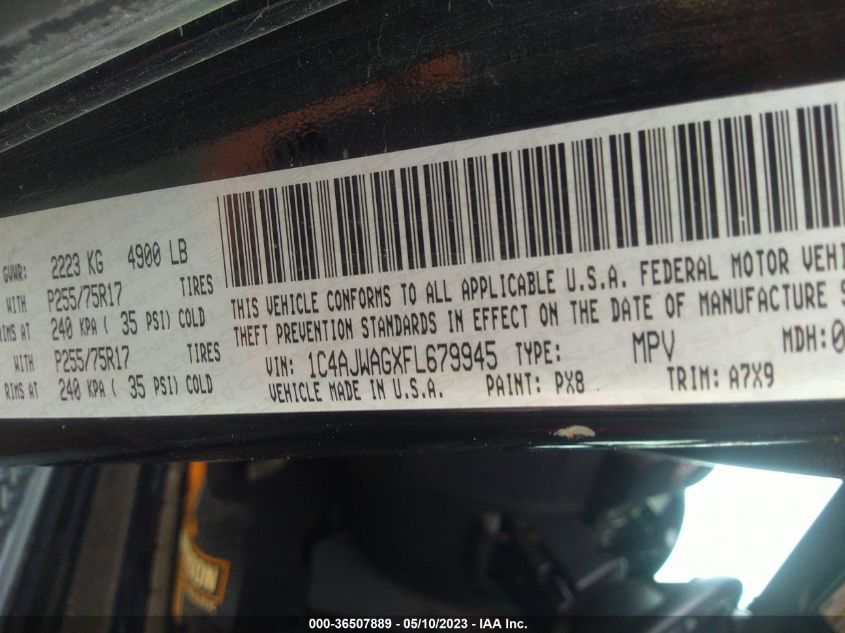 GVWR: 2223 KG 4900 LB
WITH P255/75R17 TIRES
RIMS AT 240 KPA ( 35 PSI) COLD
WITH P255/75R17 TIRES
RIMS AT 240 KPA ( 35 PSI) COLD
THIS VEHICLE CONFORMS TO ALL APPLICABLE U.S.A. FEDERAL MOTOR VEHI
THEFT PREVENTION STANDARDS IN EFFECT ON THE DATE OF MANUFACTURE S
VIN: 1C4AJWAGXFL679945 TYPE: MPV MDH:0
VEHICLE MADE IN U.S.A. PAINT: PX8 TRIM: A7X9
000-36507889 - 05/10/2023 - IAA Inc.